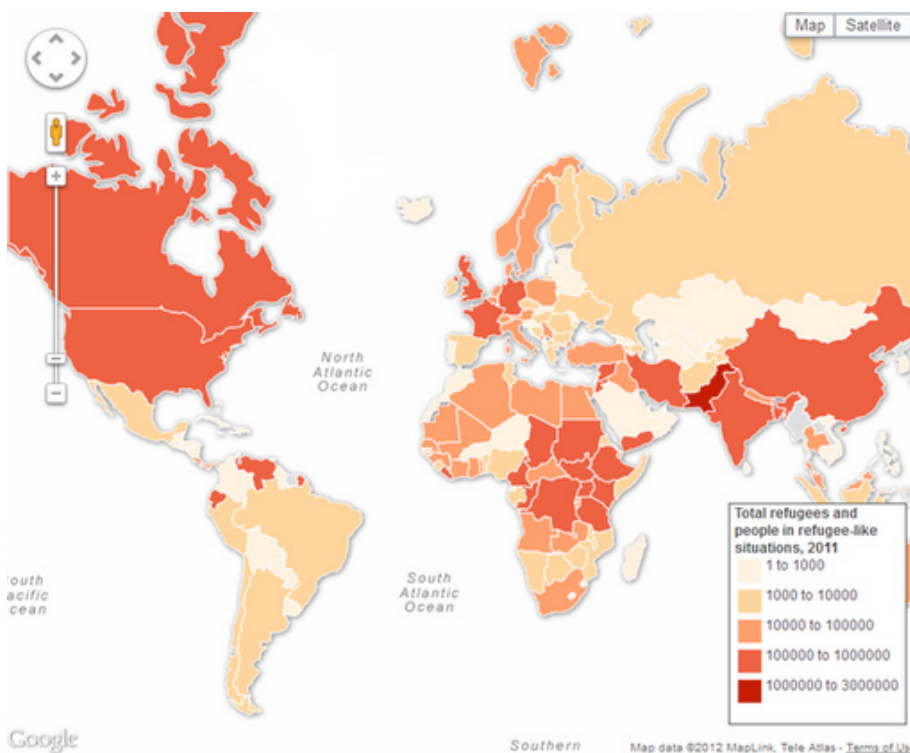 Map Satellite
North
Atlantic
Ocean
South
Atlantic
Ocean
outh
acific
cean
Total refugees and
people in refugee-like
situations, 2011
1 to 1000
1000 to 10000
10000 to 100000
100000 to 1000000
1000000 to 3000000
Google
Southern
Map data ©2012 MapLink, Tele Atlas - Terms of Us